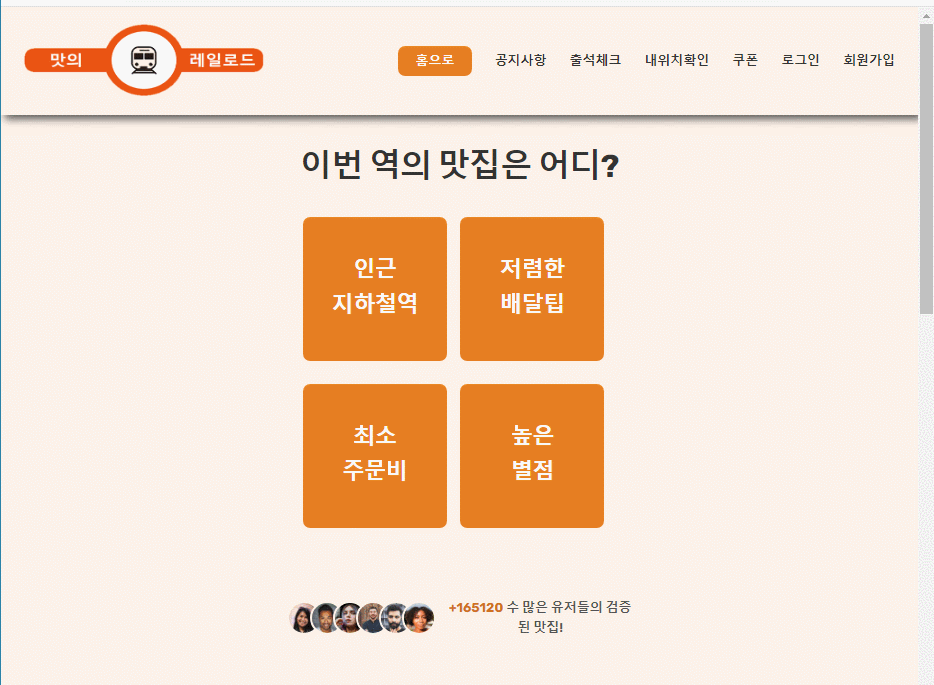 맛의 레일로드
홈으로 공지사항 출석체크 내위치확인 쿠폰 로그인 회원가입
이번 역의 맛집은 어디?
인근
지하철역
저렴한
배달팁
최소
주문비
높은
별점
+165120 수 많은 유저들의 검증
된 맛집!